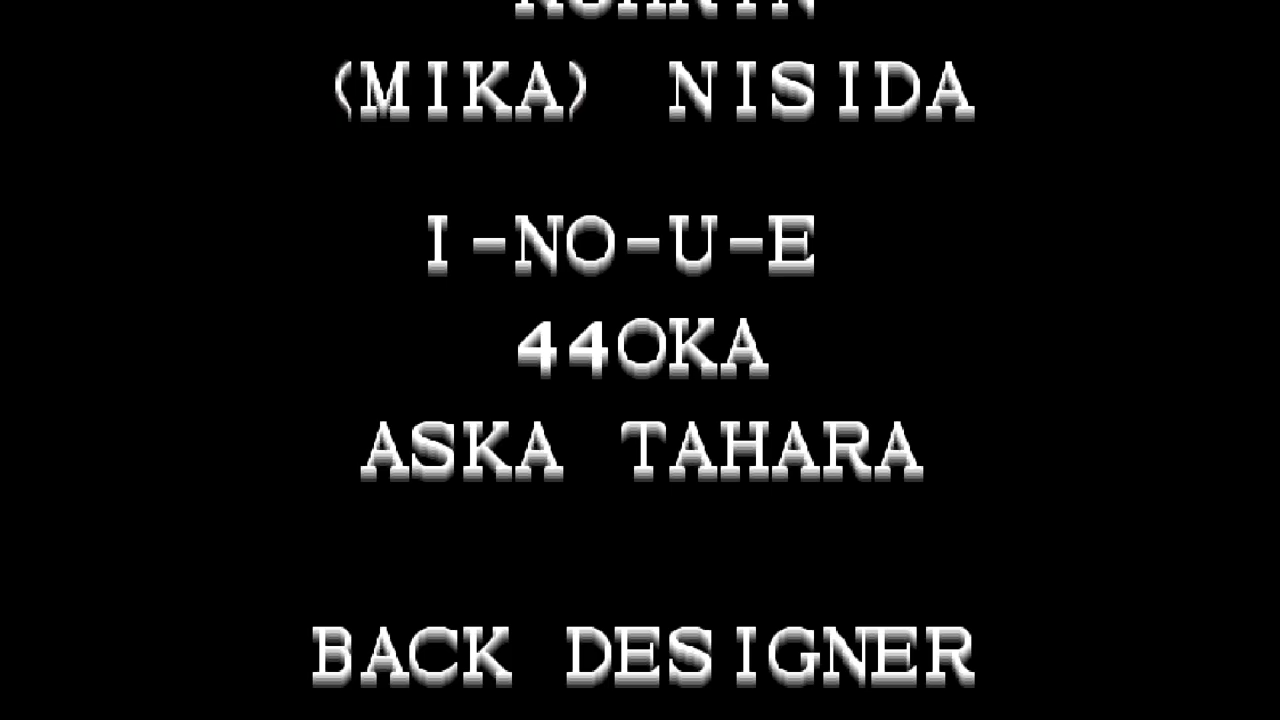 (MIKA) NISIDA
I-NO-U-E
44OKA
ASKA TAHARA
BACK DESIGNER